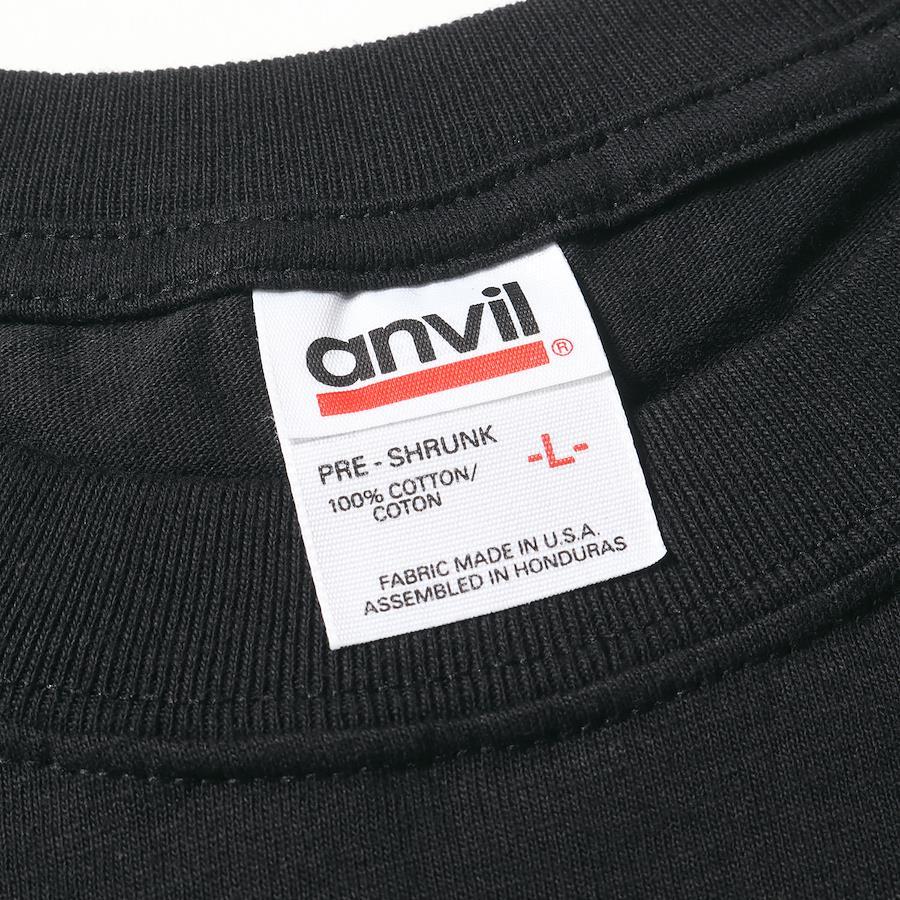 anvil®
PRE - SHRUNK -L-
100% COTTON/
COTON
FABRIC MADE IN U.S.A.
ASSEMBLED IN HONDURAS